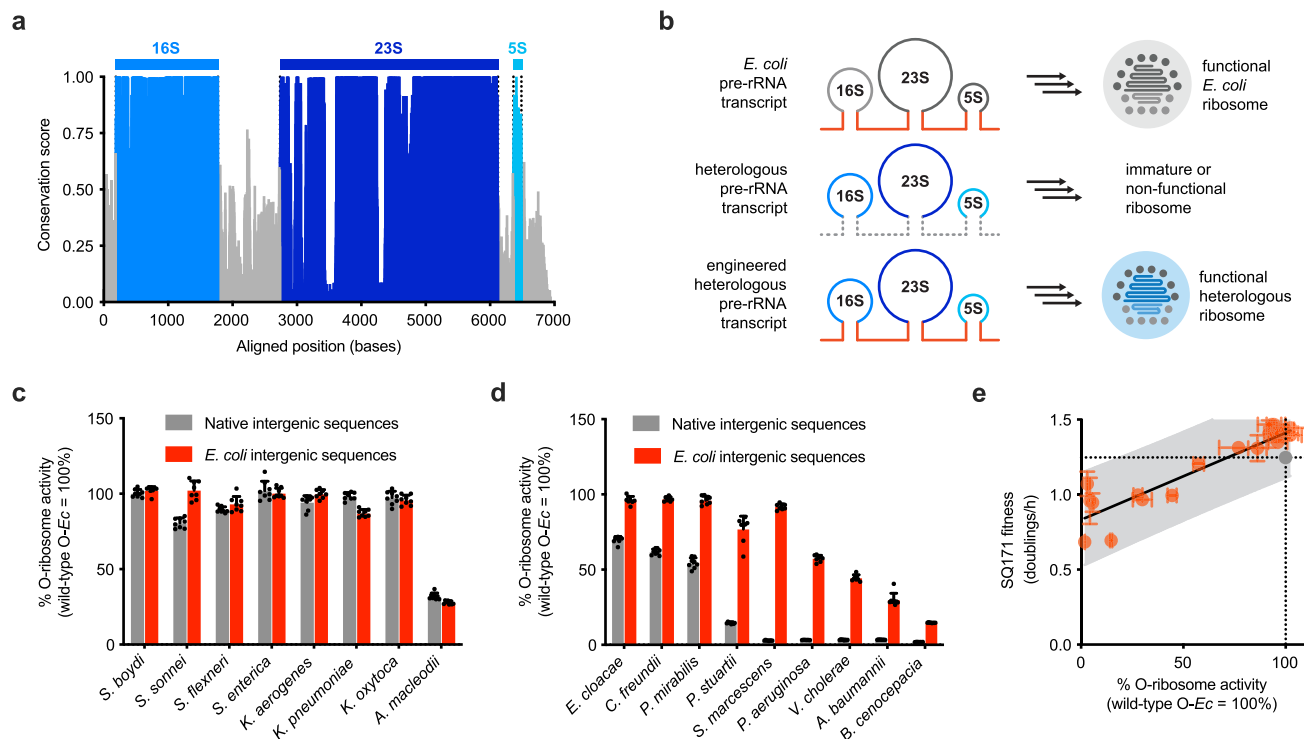 a
16S
23S
5S
1.00
0.75
0.50
0.25
0.00
Conservation score
0
1000
2000
3000
4000
5000
6000
7000
Aligned position (bases)
b
E. coli
pre-rRNA
transcript
16S
23S
5S
functional
E. coli
ribosome
heterologous
pre-rRNA
transcript
16S
23S
5S
immature or
non-functional
ribosome
engineered
heterologous
pre-rRNA
transcript
16S
23S
5S
functional
heterologous
ribosome
c
150
100
50
0
% O-ribosome activity
(wild-type O-Ec = 100%)
Native intergenic sequences
E. coli intergenic sequences
S. boydi
S. sonnei
S. flexneri
S. enterica
K. aerogenes
K. pneumoniae
K. oxytoca
A. macleodii
d
150
100
50
0
% O-ribosome activity
(wild-type O-Ec = 100%)
Native intergenic sequences
E. coli intergenic sequences
E. cloacae
C. freundii
P. mirabilis
P. stuartii
S. marcescens
P. aeruginosa
V. cholerae
A. baumannii
B. cenocepacia
e
1.5
1.0
0.5
0.0
SQ171 fitness
(doublings/h)
0
50
100
% O-ribosome activity
(wild-type O-Ec = 100%)